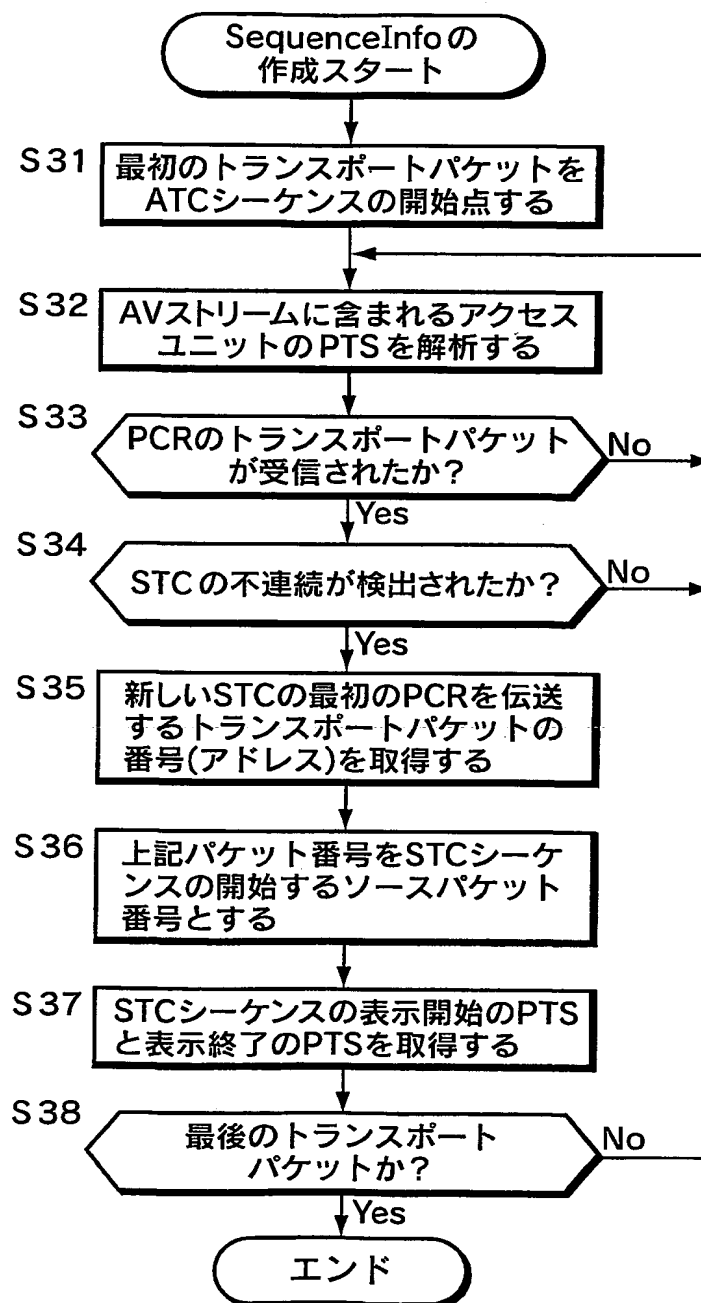 SequenceInfoの
作成スタート
S31
最初のトランスポートパケットを
ATCシーケンスの開始点する
S32
AVストリームに含まれるアクセス
ユニットのPTSを解析する
S33
PCRのトランスポートパケット
が受信されたか?
No
Yes
S34
STCの不連続が検出されたか?
No
Yes
S35
新しいSTCの最初のPCRを伝送
するトランスポートパケットの
番号(アドレス)を取得する
S36
上記パケット番号をSTCシーケ
ンスの開始するソースパケット
番号とする
S37
STCシーケンスの表示開始のPTS
と表示終了のPTSを取得する
S38
最後のトランスポート
パケットか?
No
Yes
エンド